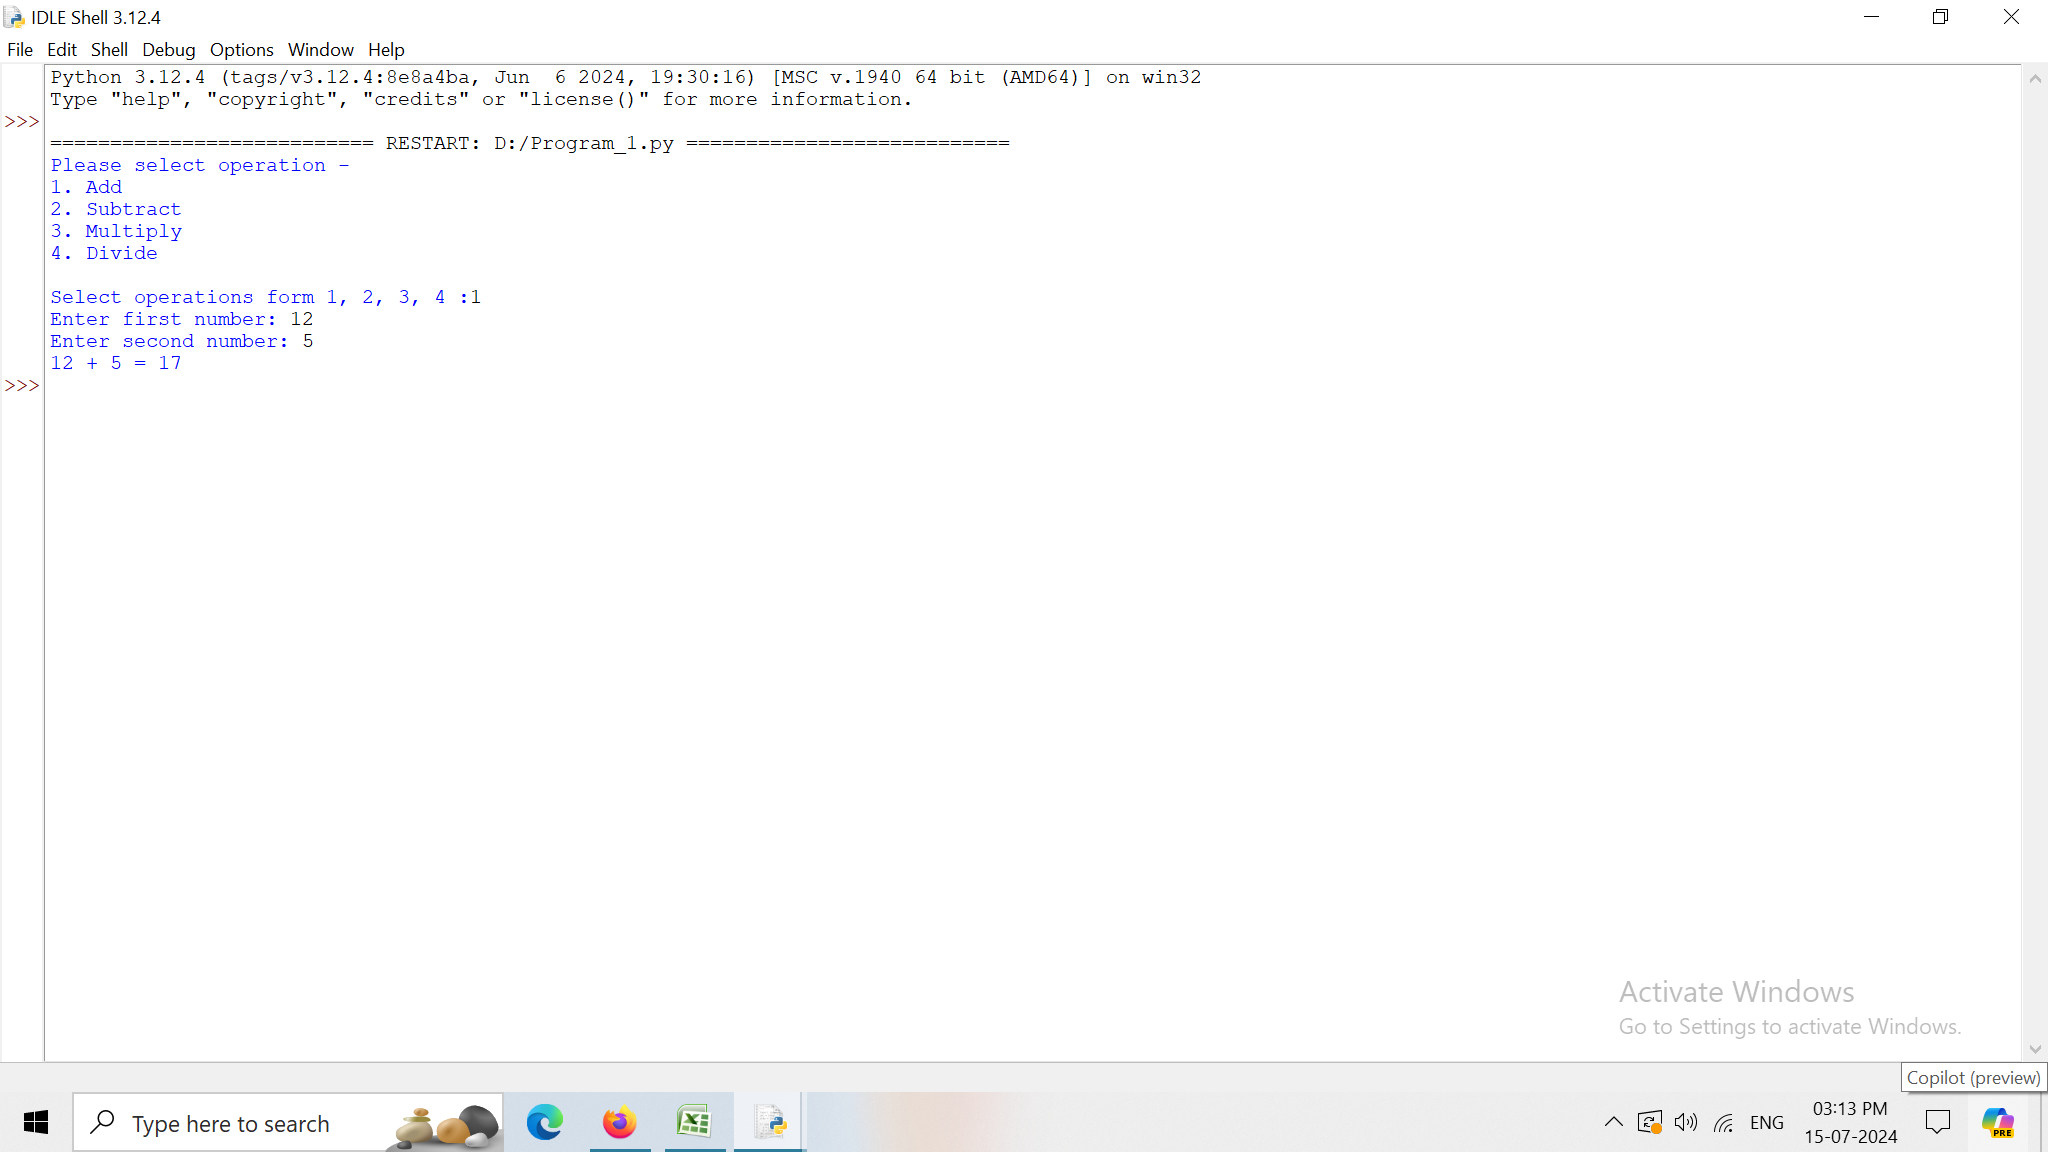 IDLE Shell 3.12.4
File Edit Shell Debug Options Window Help
Python 3.12.4 (tags/v3.12.4:8e8a4ba, Jun  6 2024, 19:30:16) [MSC v.1940 64 bit (AMD64)] on win32
Type "help", "copyright", "credits" or "license()" for more information.
>>>
=========================== RESTART: D:/Program_1.py ===========================
Please select operation -
1. Add
2. Subtract
3. Multiply
4. Divide
Select operations form 1, 2, 3, 4 :1
Enter first number: 12
Enter second number: 5
12 + 5 = 17
>>>
Activate Windows
Go to Settings to activate Windows.
Copilot (preview)
Type here to search
ENG
03:13 PM
15-07-2024
PRE